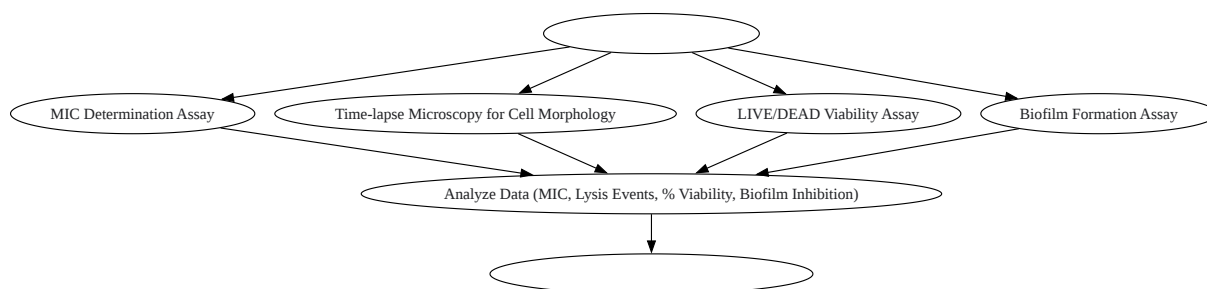 MIC Determination Assay
Time-lapse Microscopy for Cell Morphology
LIVE/DEAD Viability Assay
Biofilm Formation Assay
Analyze Data (MIC, Lysis Events, % Viability, Biofilm Inhibition)